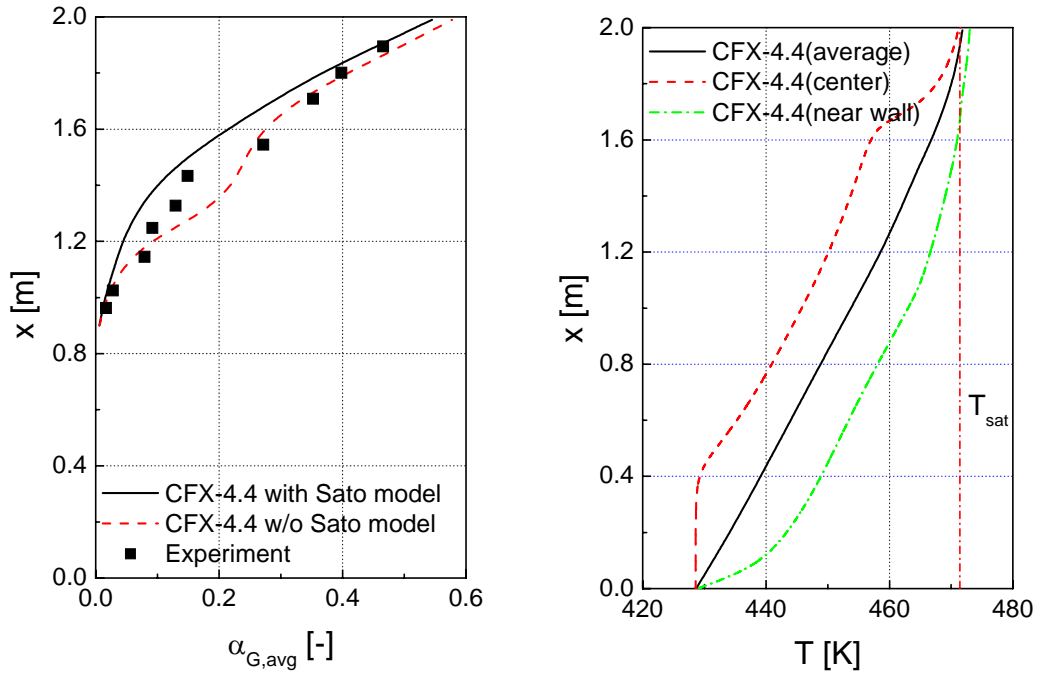 2.0
1.6
1.2
0.8
0.4
0.0
x [m]
CFX-4.4 with Sato model
CFX-4.4 w/o Sato model
Experiment
0.0 0.2 0.4 0.6
α_G,avg [-]
2.0
1.6
1.2
0.8
0.4
0.0
x [m]
CFX-4.4(average)
CFX-4.4(center)
CFX-4.4(near wall)
T_sat
420 440 460 480
T [K]